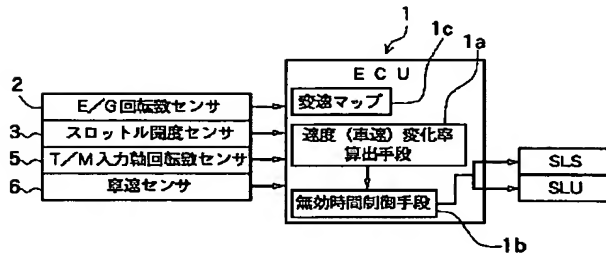 1
1c
1a
ECU
変速マップ
2
E/G回転数センサ
3
スロットル開度センサ
速度(車速)変化率
算出手段
5
T/M入力軸回転数センサ
6
車速センサ
無効時間制御手段
SLS
SLU
1b